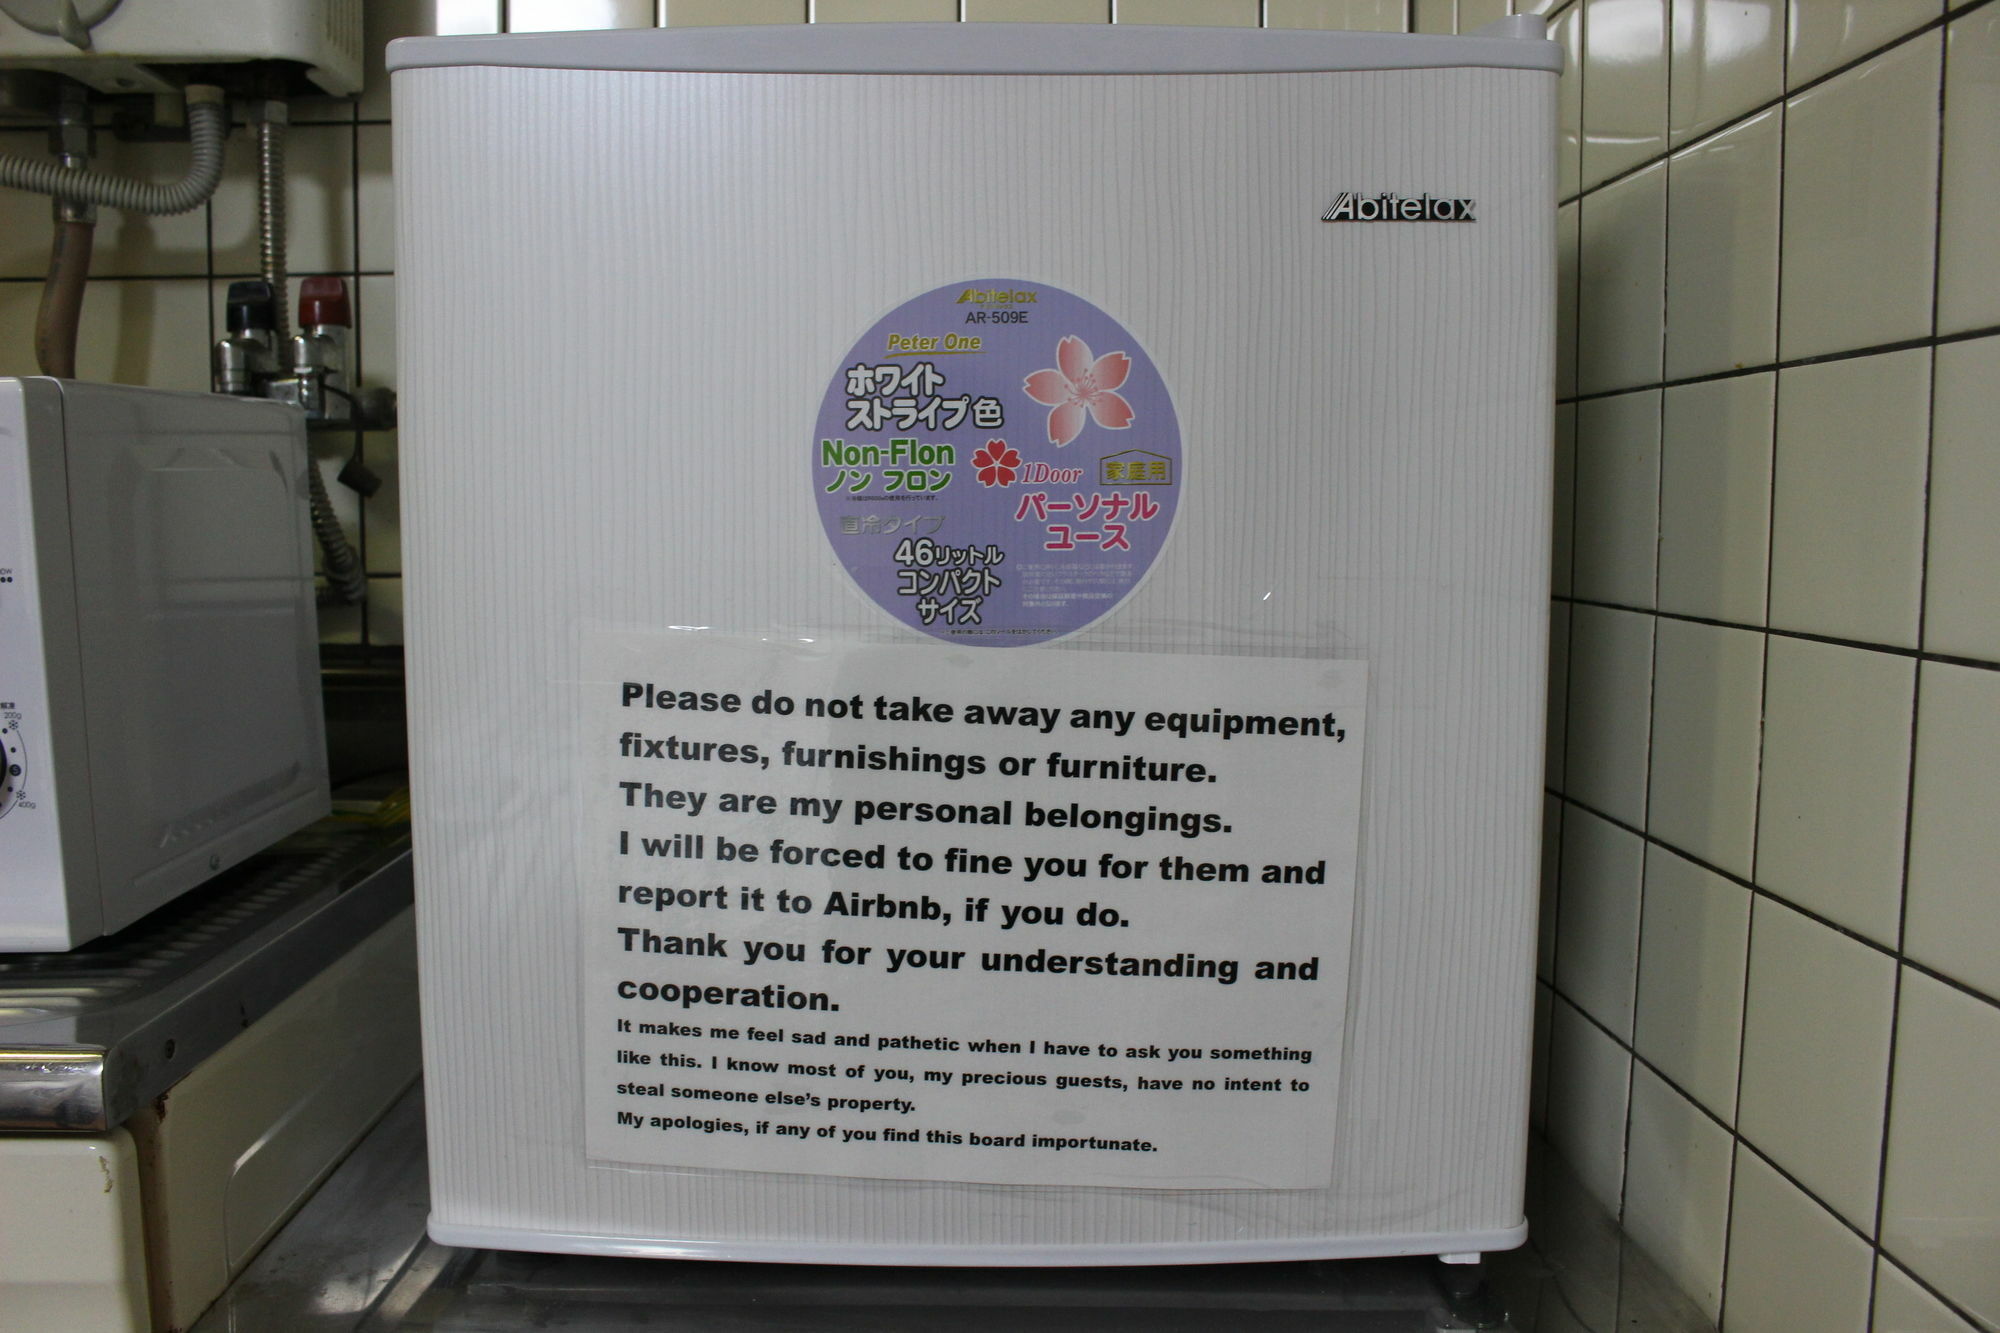 Abitelax
Abitelax
AR-509E
Peter One
ホワイト
ストライプ色
Non-Flon
ノン フロン
1Door
家庭用
パーソナル
ユース
直冷タイプ
46リットル
コンパクト
サイズ
解凍
200g
400g
Please do not take away any equipment,
fixtures, furnishings or furniture.
They are my personal belongings.
I will be forced to fine you for them and
report it to Airbnb, if you do.
Thank you for your understanding and
cooperation.
It makes me feel sad and pathetic when I have to ask you something
like this. I know most of you, my precious guests, have no intent to
steal someone else's property.
My apologies, if any of you find this board importunate.